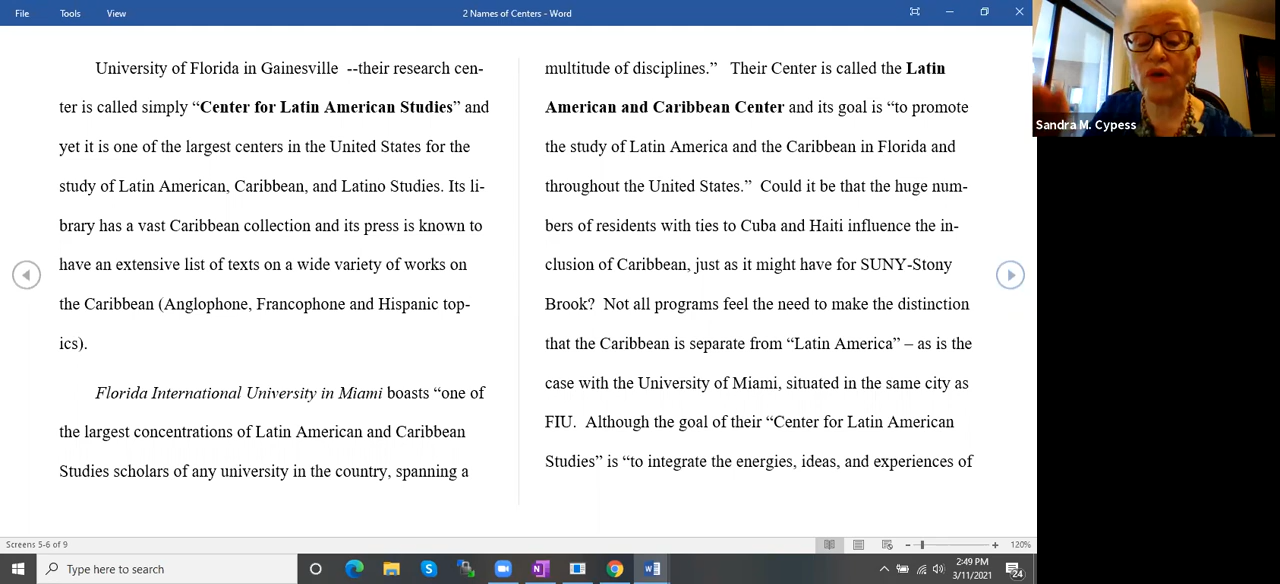 File Tools View
2 Names of Centers - Word
University of Florida in Gainesville --their research cen-
ter is called simply “Center for Latin American Studies” and
yet it is one of the largest centers in the United States for the
study of Latin American, Caribbean, and Latino Studies. Its li-
brary has a vast Caribbean collection and its press is known to
have an extensive list of texts on a wide variety of works on
the Caribbean (Anglophone, Francophone and Hispanic top-
ics).
Florida International University in Miami boasts “one of
the largest concentrations of Latin American and Caribbean
Studies scholars of any university in the country, spanning a
multitude of disciplines.” Their Center is called the Latin
American and Caribbean Center and its goal is “to promote
the study of Latin America and the Caribbean in Florida and
throughout the United States.” Could it be that the huge num-
bers of residents with ties to Cuba and Haiti influence the in-
clusion of Caribbean, just as it might have for SUNY-Stony
Brook? Not all programs feel the need to make the distinction
that the Caribbean is separate from “Latin America” – as is the
case with the University of Miami, situated in the same city as
FIU. Although the goal of their “Center for Latin American
Studies” is “to integrate the energies, ideas, and experiences of
Sandra M. Cypess
Screens 5-6 of 9
120%
Type here to search
2:49 PM
3/11/2021
24